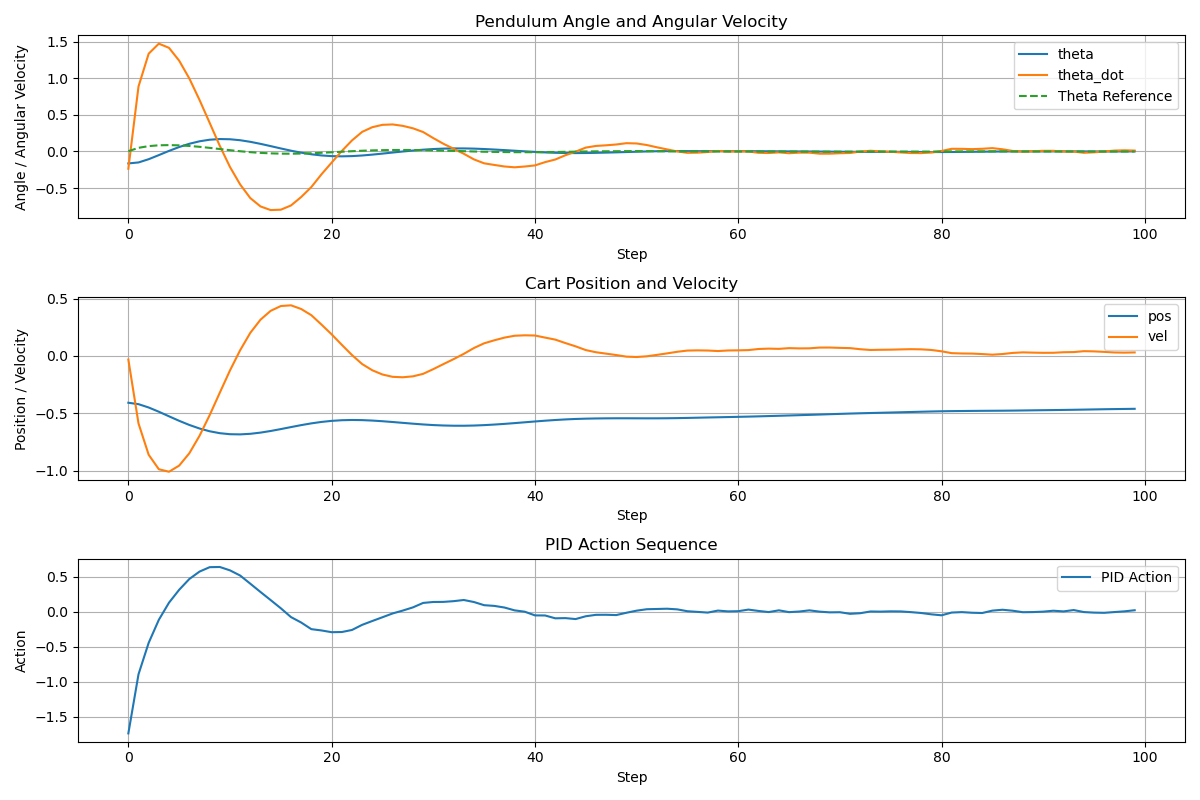 Pendulum Angle and Angular Velocity
Angle / Angular Velocity
1.5
1.0
0.5
0.0
−0.5
theta
theta_dot
Theta Reference
0 20 40 60 80 100
Step
Cart Position and Velocity
Position / Velocity
0.5
0.0
−0.5
−1.0
pos
vel
0 20 40 60 80 100
Step
PID Action Sequence
Action
0.5
0.0
−0.5
−1.0
−1.5
PID Action
0 20 40 60 80 100
Step